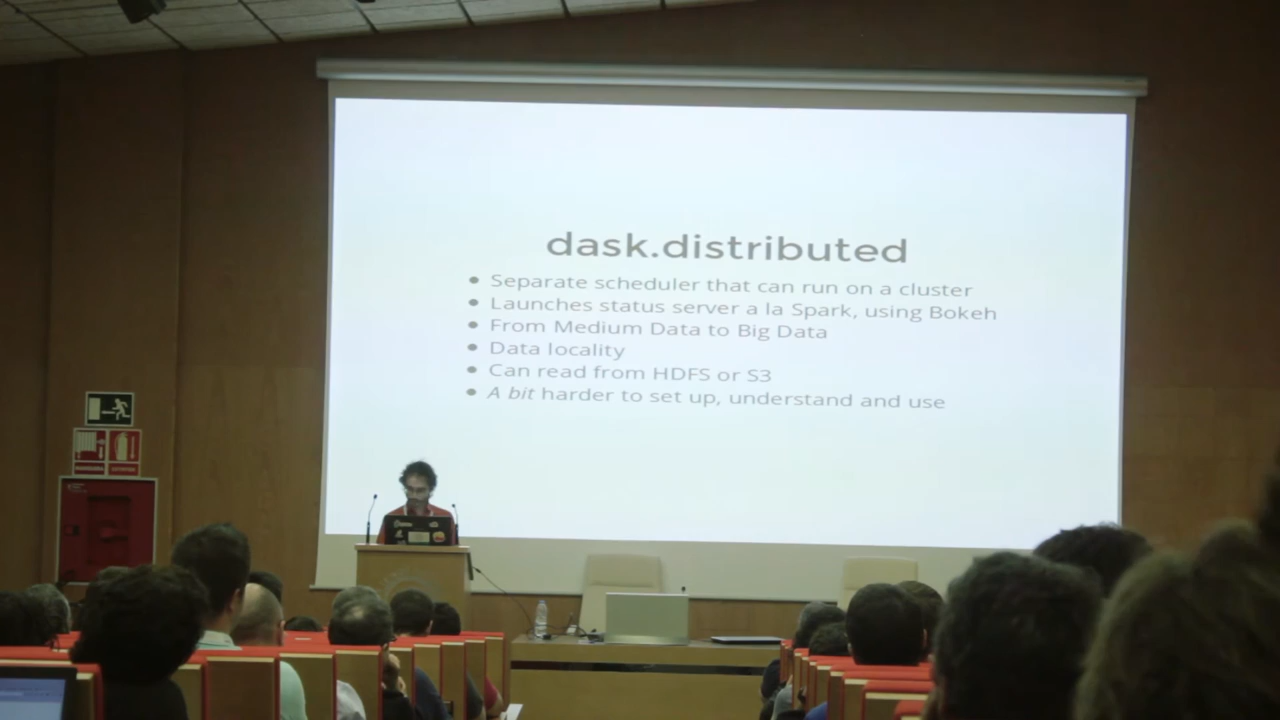 dask.distributed
Separate scheduler that can run on a cluster
Launches status server a la Spark, using Bokeh
From Medium Data to Big Data
Data locality
Can read from HDFS or S3
A bit harder to set up, understand and use